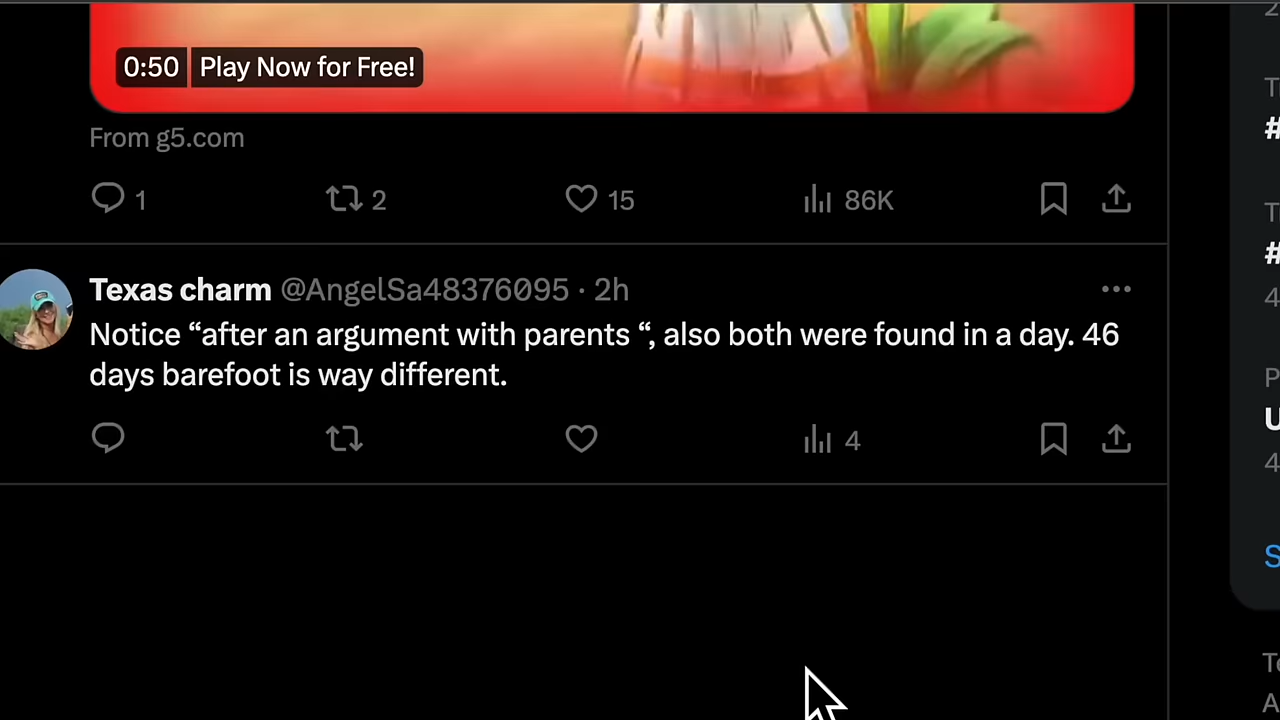 0:50 Play Now for Free!
From g5.com
1 2 15 86K
Texas charm @AngelSa48376095 · 2h
Notice “after an argument with parents “, also both were found in a day. 46
days barefoot is way different.
4